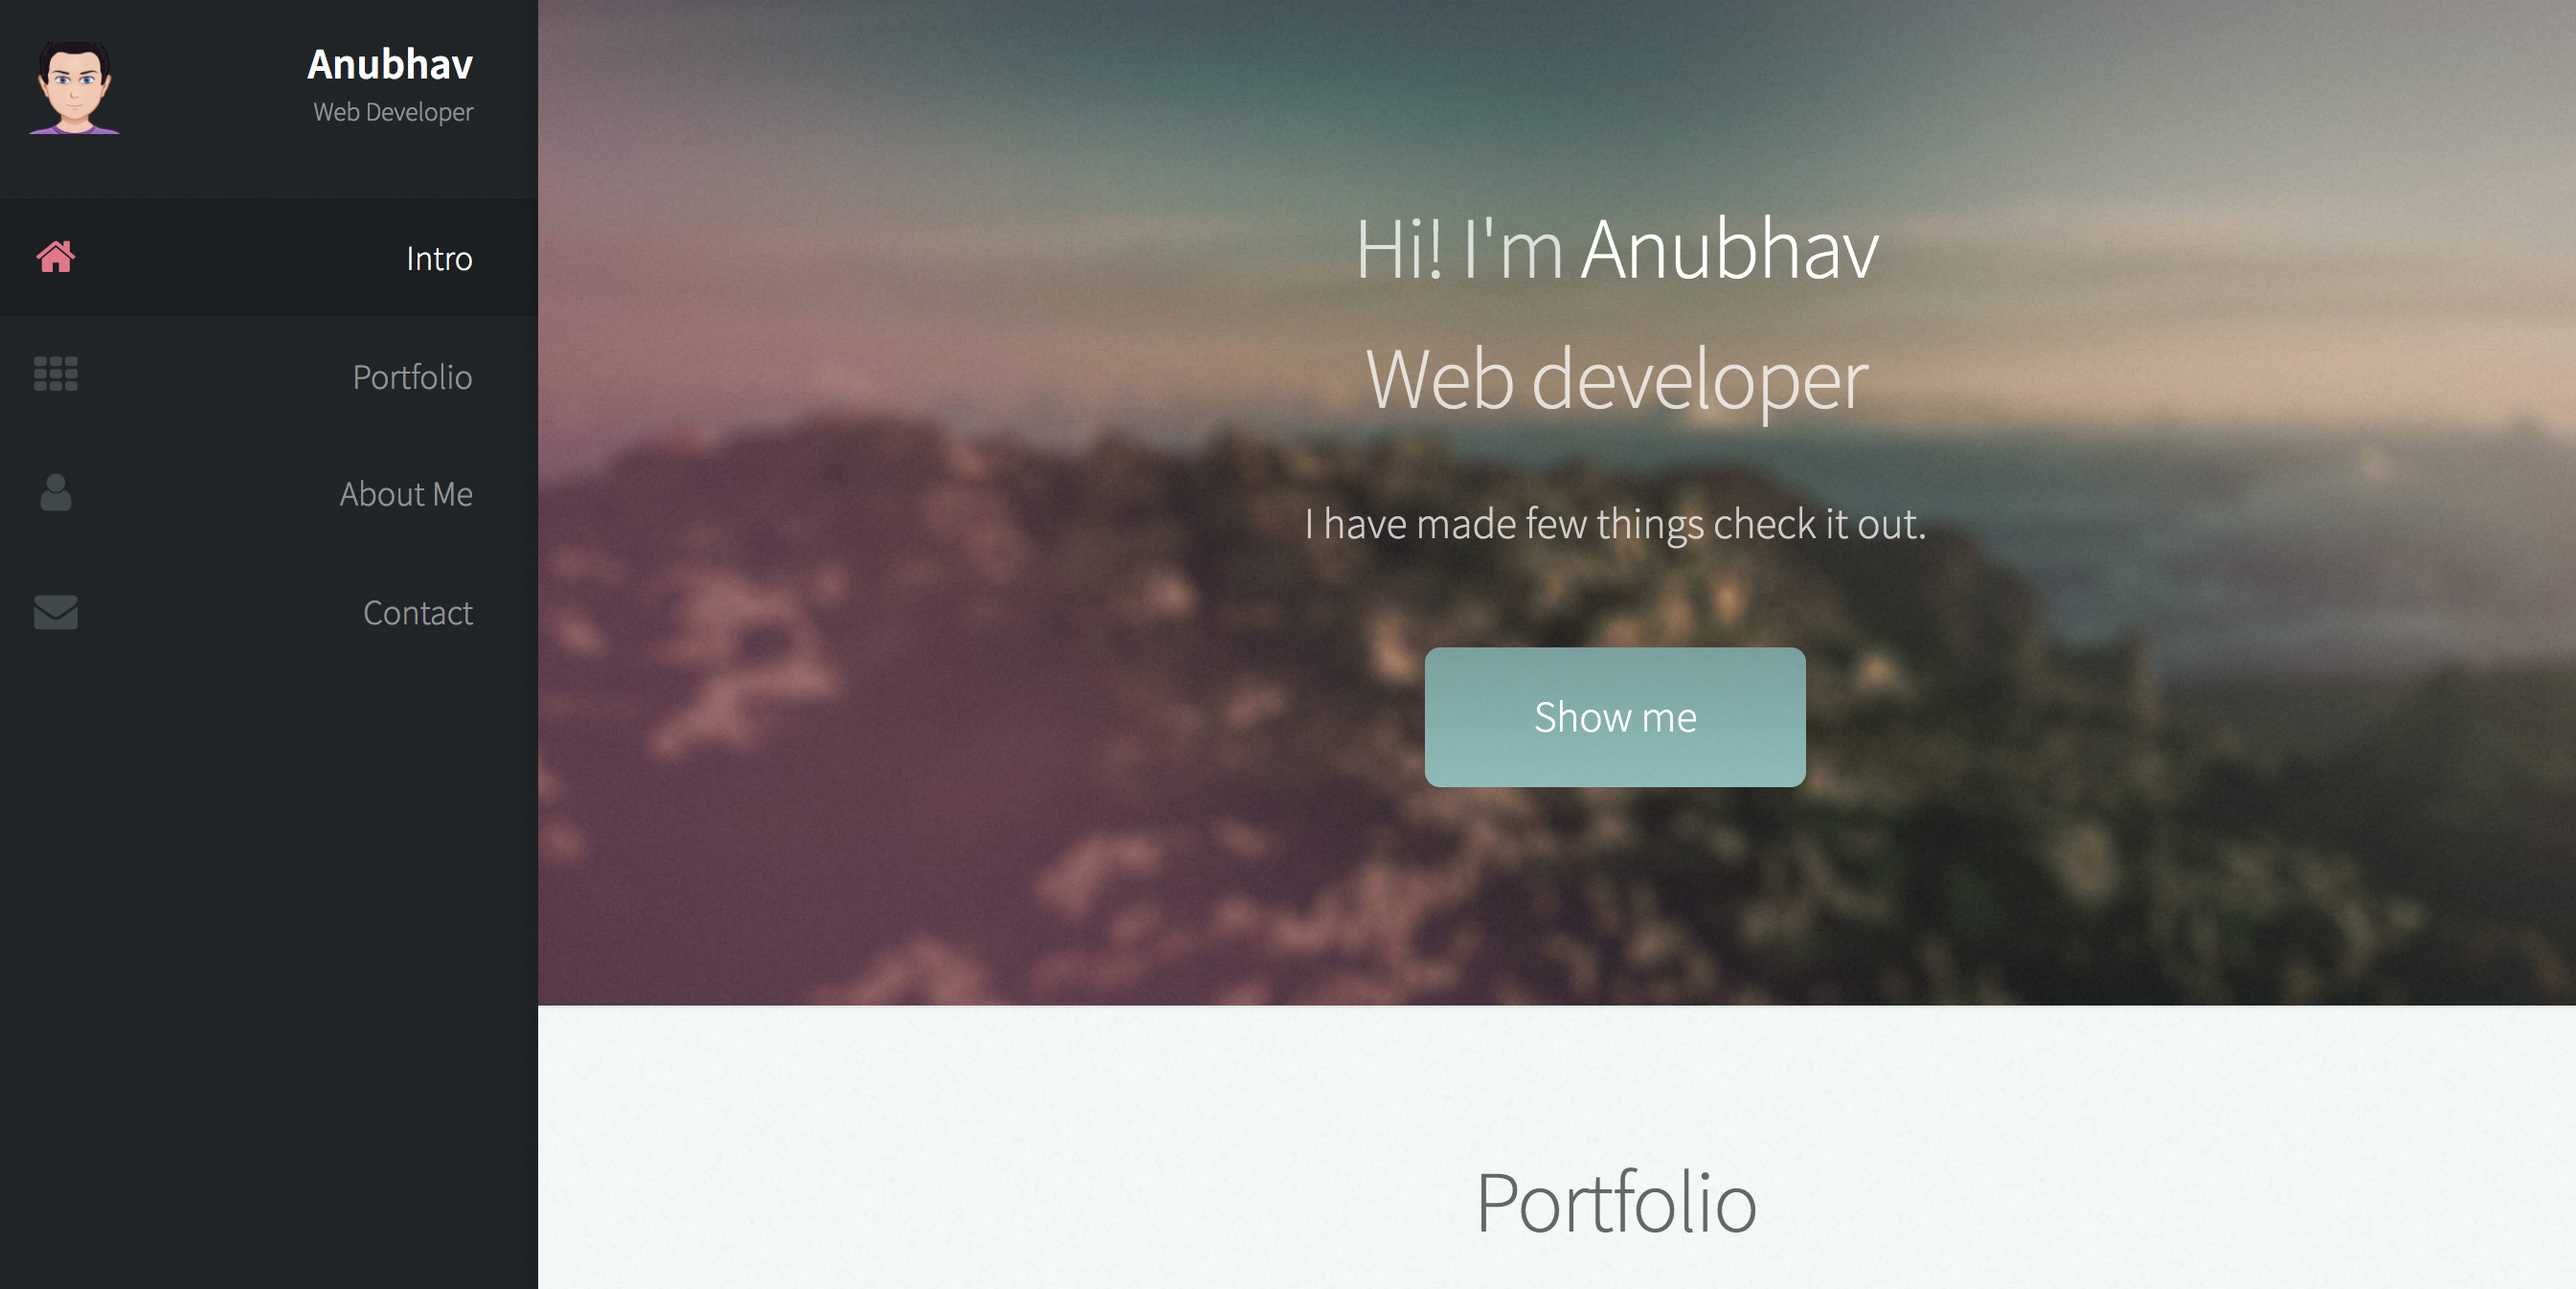 Anubhav
Web Developer
Intro
Portfolio
About Me
Contact
Hi! I'm Anubhav
Web developer
I have made few things check it out.
Show me
Portfolio